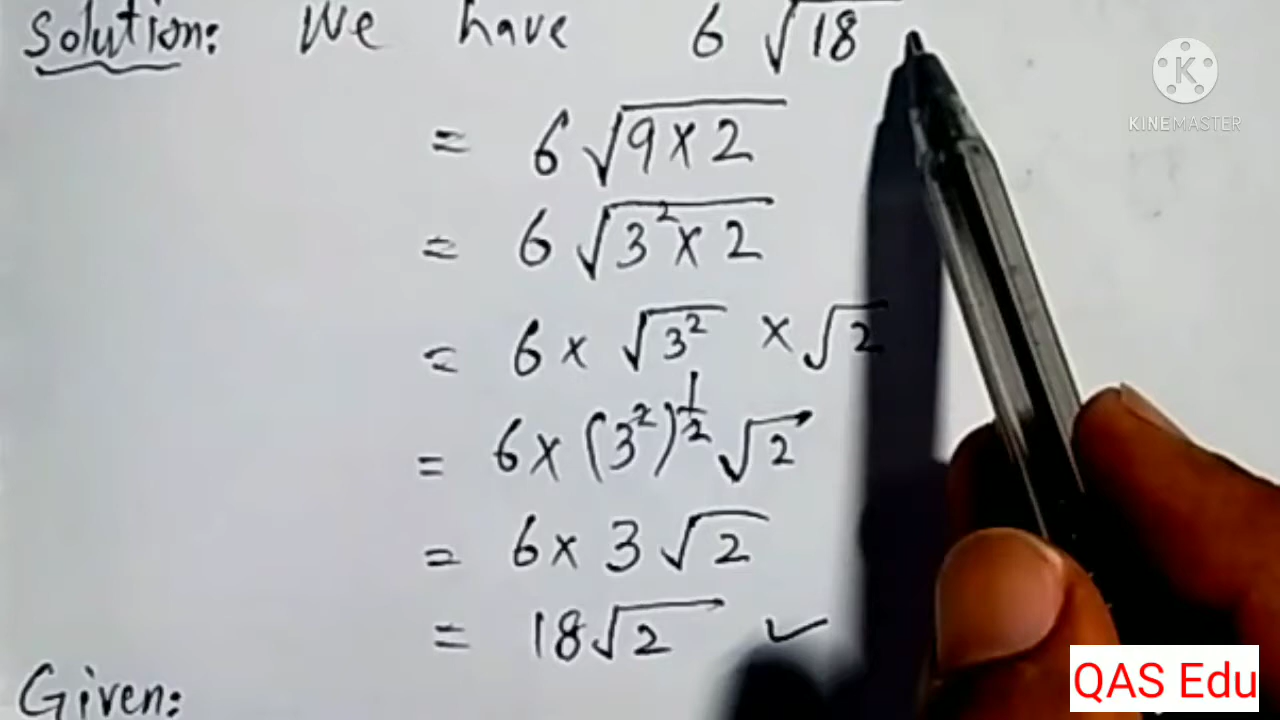 Solution: We have 6 √18
= 6 √9 × 2
= 6 √3² × 2
= 6 × √3² × √2
= 6 × (3²)^½ √2
= 6 × 3 √2
= 18 √2 ✓
Given:
K
KINEMASTER
QAS Edu